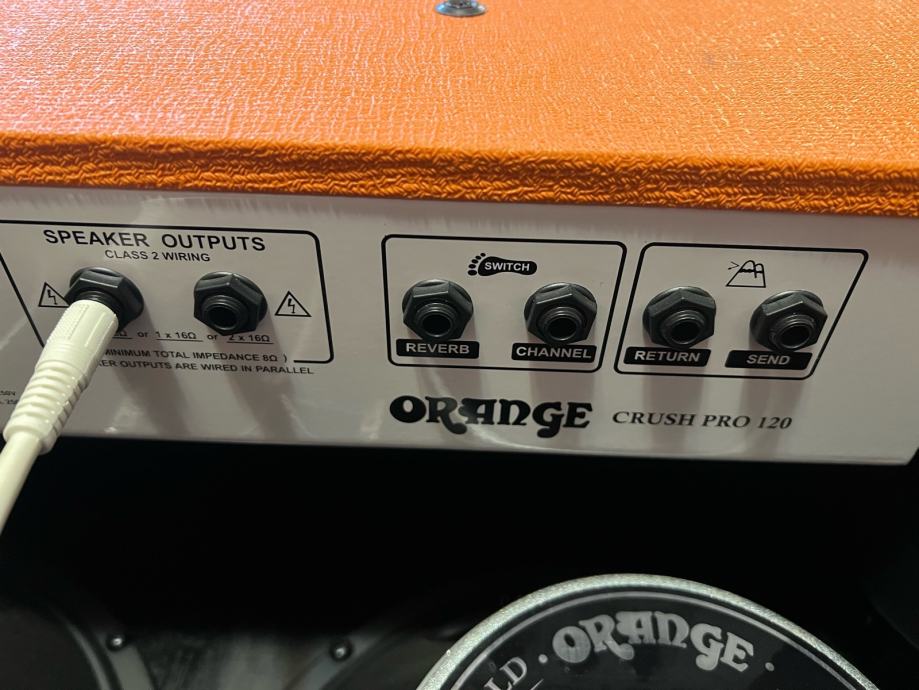 SPEAKER OUTPUTS
CLASS 2 WIRING
or 1 x 16Ω or 2 x 16Ω
MINIMUM TOTAL IMPEDANCE 8Ω )
OUTPUTS ARE WIRED IN PARALLEL
SWITCH
REVERB
CHANNEL
RETURN
SEND
ORANGE CRUSH PRO 120
ORANGE